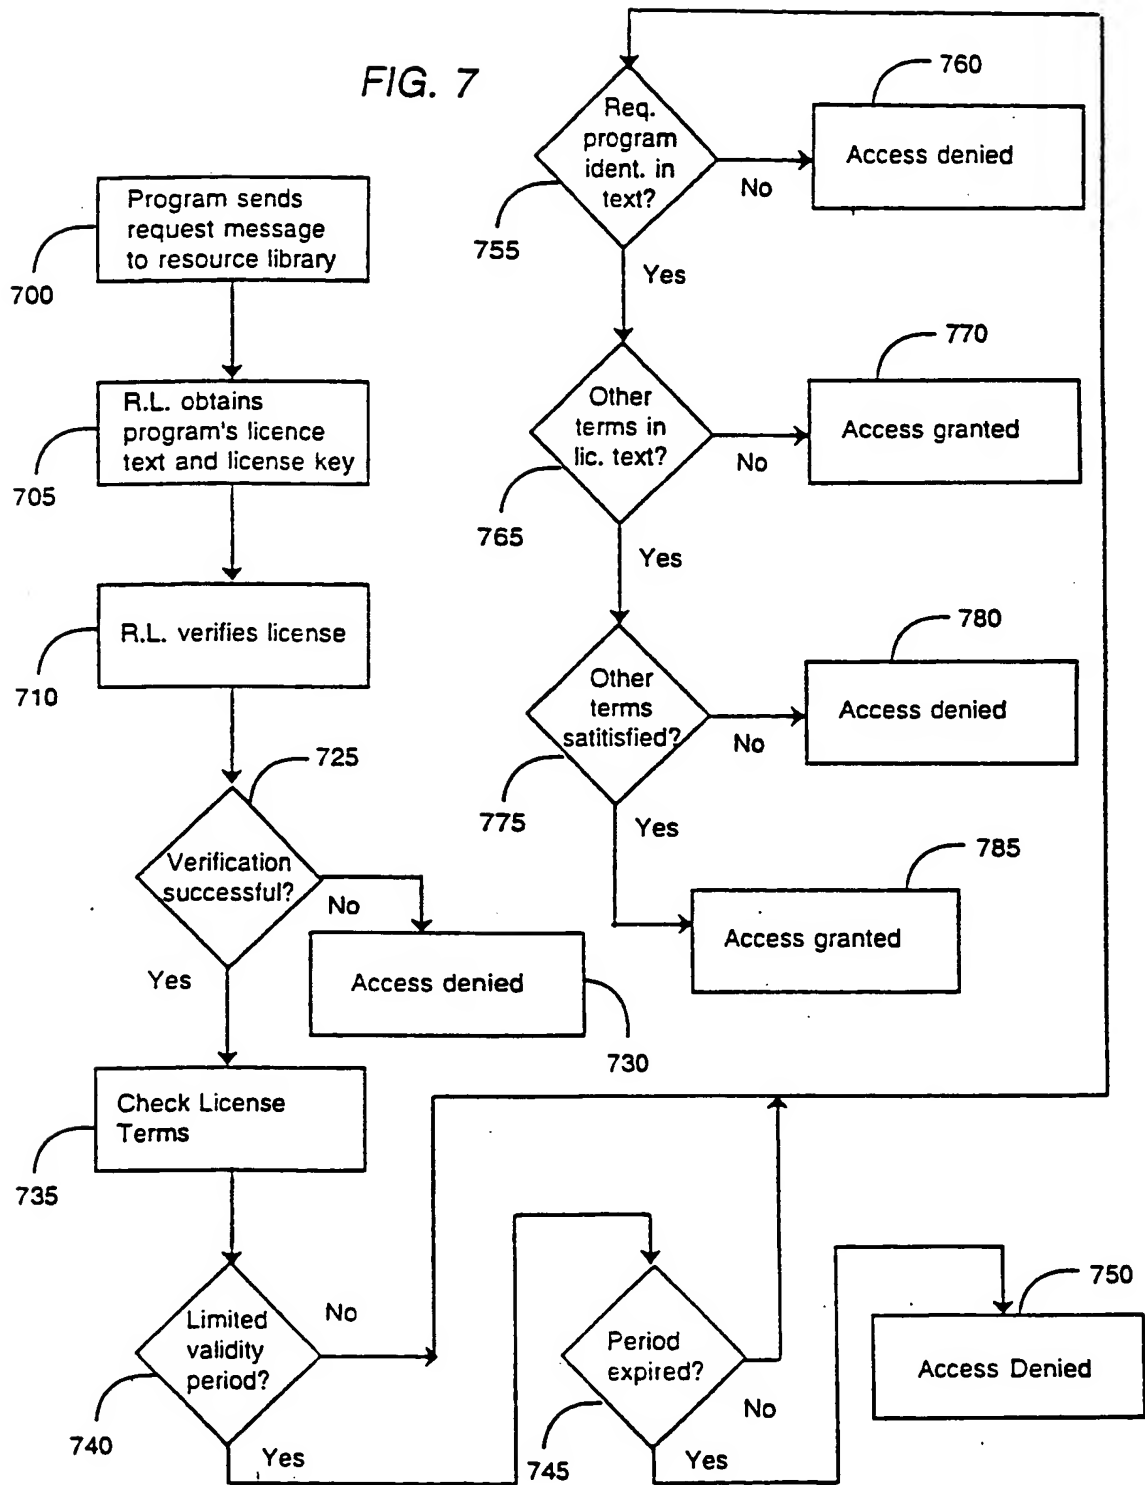 FIG. 7
Program sends
request message
to resource library
700
R.L. obtains
program's licence
text and license key
705
R.L. verifies license
710
725
Verification
successful?
No
Yes
Access denied
730
Check License
Terms
735
Limited
validity
period?
No
740
Yes
Period
expired?
No
745
Yes
750
Access Denied
Req.
program
ident. in
text?
755
No
Yes
760
Access denied
Other
terms in
lic. text?
765
No
Yes
770
Access granted
Other
terms
satitisfied?
775
No
Yes
780
Access denied
785
Access granted